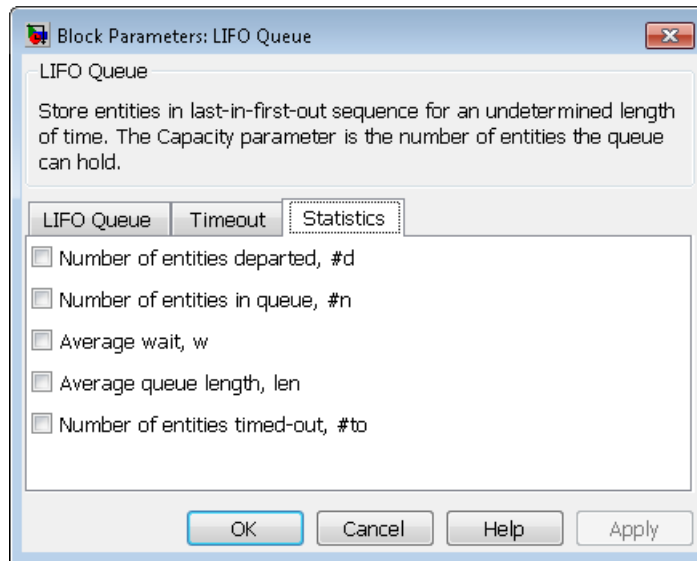 Block Parameters: LIFO Queue
LIFO Queue
Store entities in last-in-first-out sequence for an undetermined length
of time. The Capacity parameter is the number of entities the queue
can hold.
LIFO Queue Timeout Statistics
Number of entities departed, #d
Number of entities in queue, #n
Average wait, w
Average queue length, len
Number of entities timed-out, #to
OK Cancel Help Apply